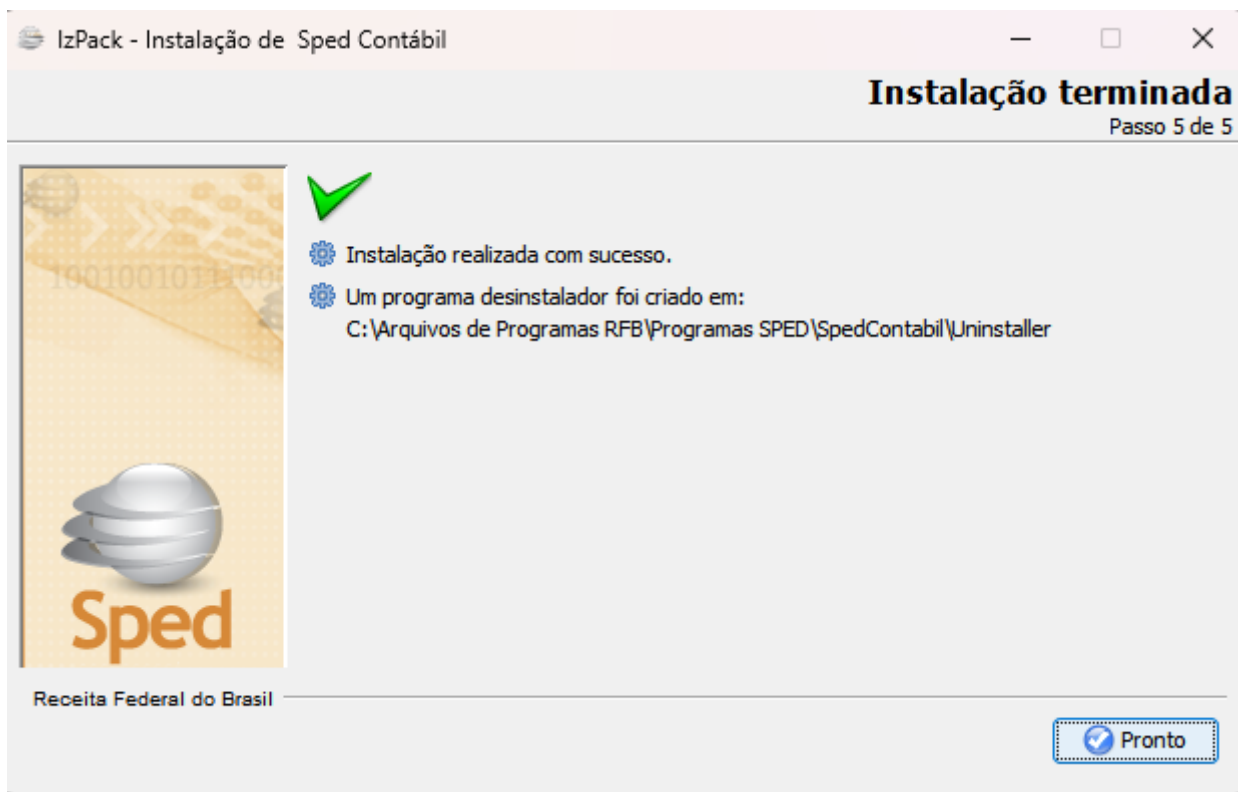 IzPack - Instalação de Sped Contábil
Instalação terminada
Passo 5 de 5
10010010111000
Instalação realizada com sucesso.
Um programa desinstalador foi criado em:
C:\Arquivos de Programas RFB\Programas SPED\SpedContabil\Uninstaller
Sped
Receita Federal do Brasil
Pronto